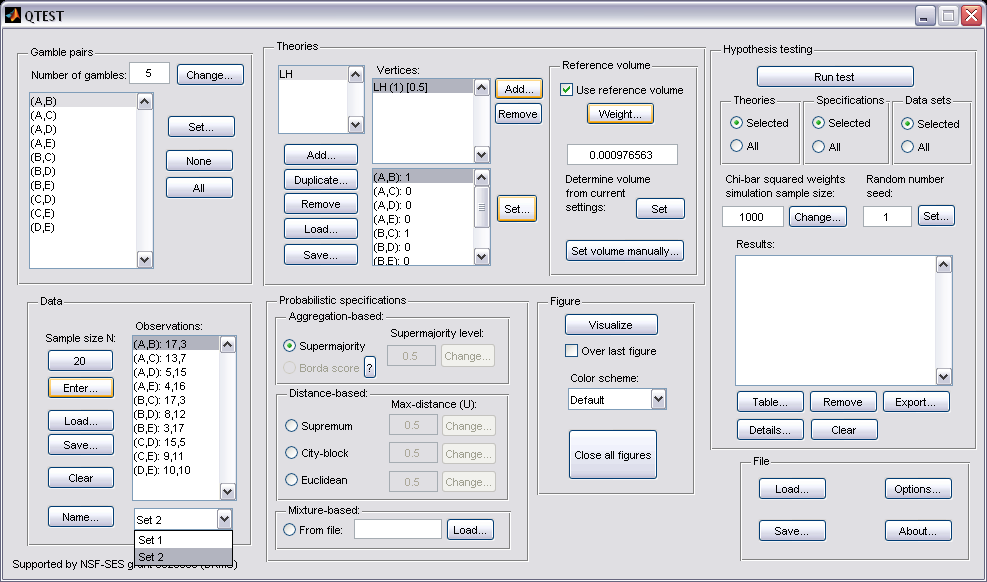 QTEST
Gamble pairs
Number of gambles: 5 Change...
(A,B)
(A,C)
(A,D)
(A,E)
(B,C)
(B,D)
(B,E)
(C,D)
(C,E)
(D,E)
Set...
None
All
Theories
LH
Add...
Duplicate...
Remove
Load...
Save...
Vertices:
LH (1) [0.5]
Add...
Remove
(A,B): 1
(A,C): 0
(A,D): 0
(A,E): 0
(B,C): 1
(B,D): 0
(B,E): 0
Set...
Reference volume
Use reference volume
Weight...
0.000976563
Determine volume
from current
settings:
Set
Set volume manually...
Hypothesis testing
Run test
Theories
Selected
All
Specifications
Selected
All
Data sets
Selected
All
Chi-bar squared weights
simulation sample size:
1000 Change...
Random number
seed:
1 Set...
Results:
Table... Remove Export...
Details... Clear
Data
Sample size N:
20
Enter...
Load...
Save...
Clear
Name...
Observations:
(A,B): 17,3
(A,C): 13,7
(A,D): 5,15
(A,E): 4,16
(B,C): 17,3
(B,D): 8,12
(B,E): 3,17
(C,D): 15,5
(C,E): 9,11
(D,E): 10,10
Set 2
Set 1
Set 2
Supported by NSF-SES
Probabilistic specifications
Aggregation-based:
Supermajority level:
Supermajority 0.5 Change...
Borda score ?
Distance-based:
Max-distance (U):
Supremum 0.5 Change...
City-block 0.5 Change...
Euclidean 0.5 Change...
Mixture-based:
From file: Load...
Figure
Visualize
Over last figure
Color scheme:
Default
Close all figures
File
Load... Options...
Save... About...